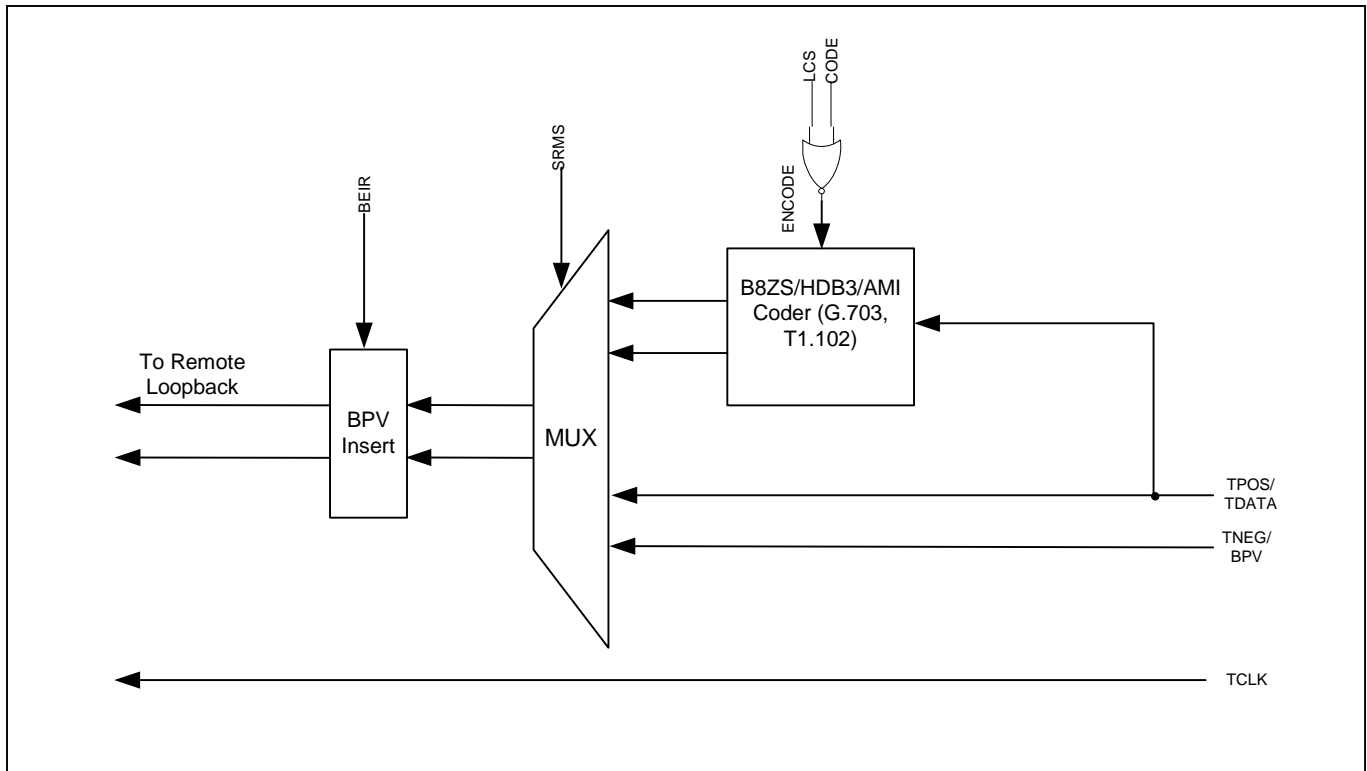 LCS
CODE
SRMS
BEIR
ENCODE
B8ZS/HDB3/AMI
Coder (G.703,
T1.102)
To Remote
Loopback
BPV
Insert
MUX
TPOS/
TDATA
TNEG/
BPV
TCLK